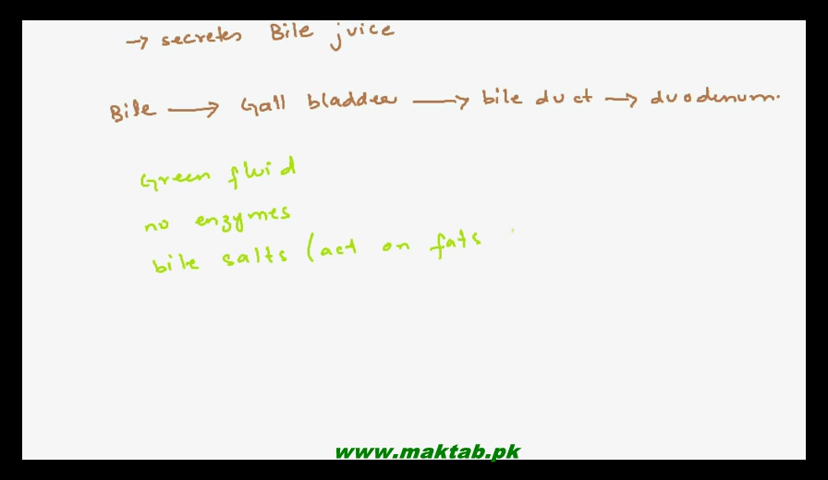 → secretes Bile juice
Bile → Gall bladder → bile duct → duodenum.
Green fluid
no enzymes
bile salts (act on fats
www.maktab.pk